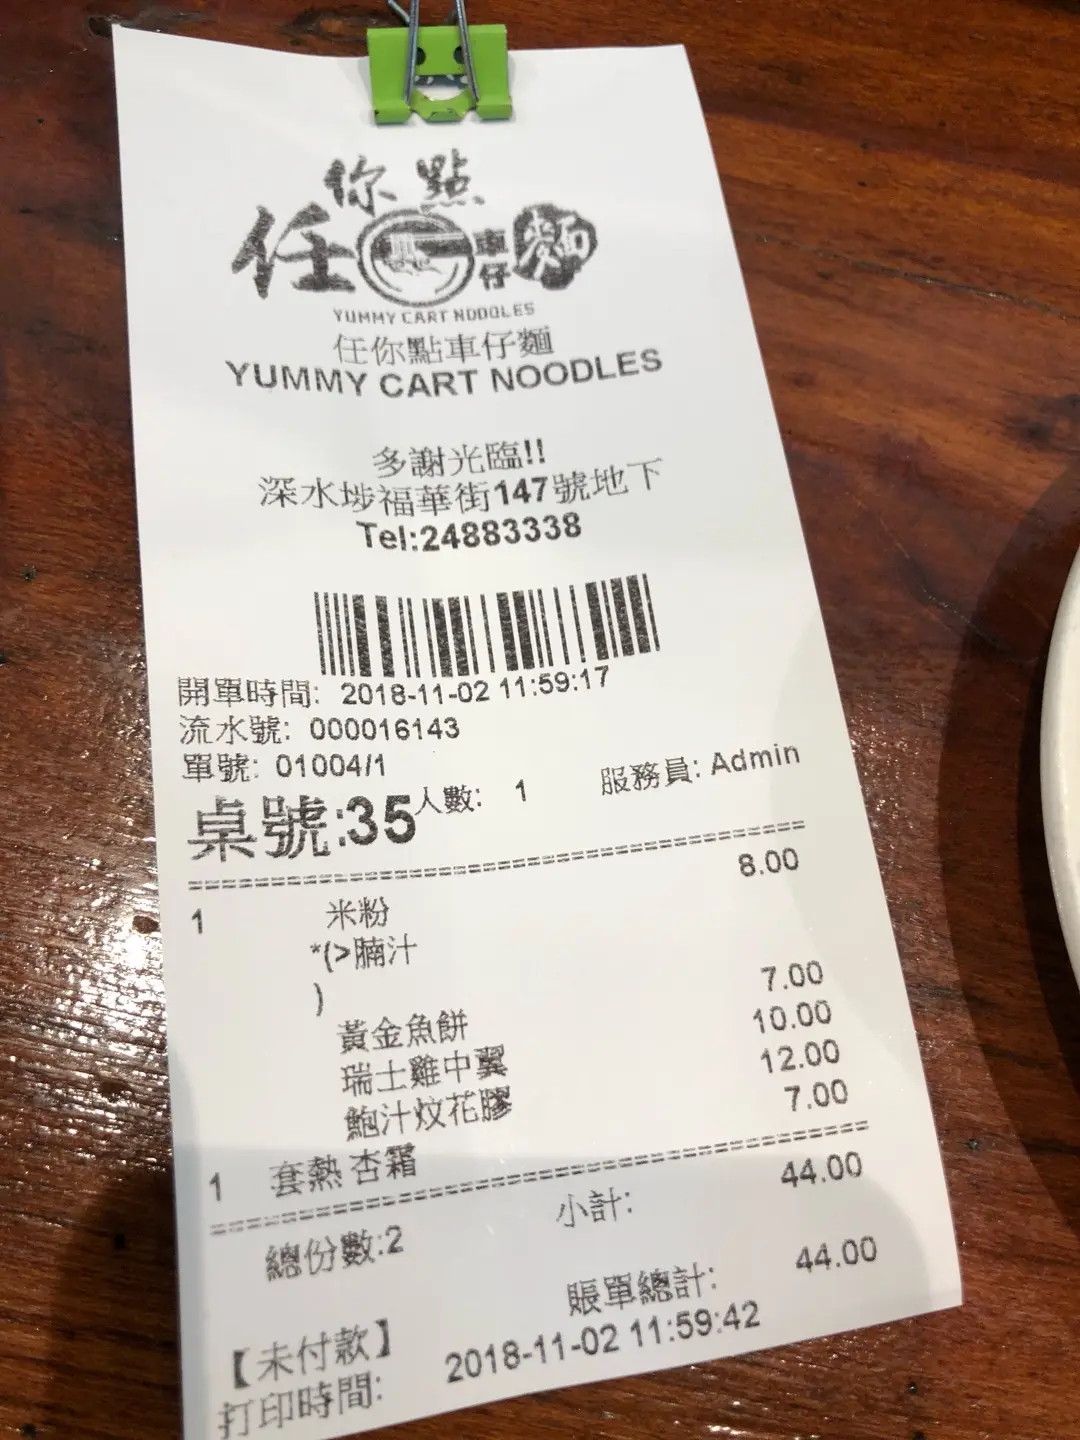 你點
任 車仔 麵
YUMMY CART NOODLES
任你點車仔麵
YUMMY CART NOODLES
多謝光臨!!
深水埗福華街147號地下
Tel:24883338
開單時間: 2018-11-02 11:59:17
流水號: 000016143
單號: 01004/1
桌號:35 人數: 1 服務員: Admin
1 米粉 8.00
*(>腩汁
)
黃金魚餅 7.00
瑞士雞中翼 10.00
鮑汁炆花膠 12.00
1 套熱 杏霜 7.00
總份數:2 小計: 44.00
賬單總計: 44.00
【未付款】
打印時間: 2018-11-02 11:59:42